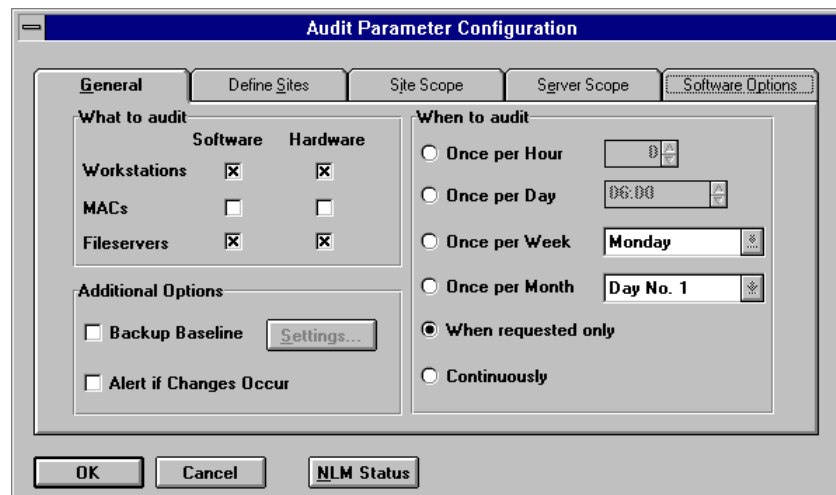 Audit Parameter Configuration
General
Define Sites
Site Scope
Server Scope
Software Options
What to audit
Software Hardware
Workstations
MACs
Fileservers
Additional Options
Backup Baseline
Settings...
Alert if Changes Occur
When to audit
Once per Hour 0
Once per Day 06:00
Once per Week Monday
Once per Month Day No. 1
When requested only
Continuously
OK
Cancel
NLM Status